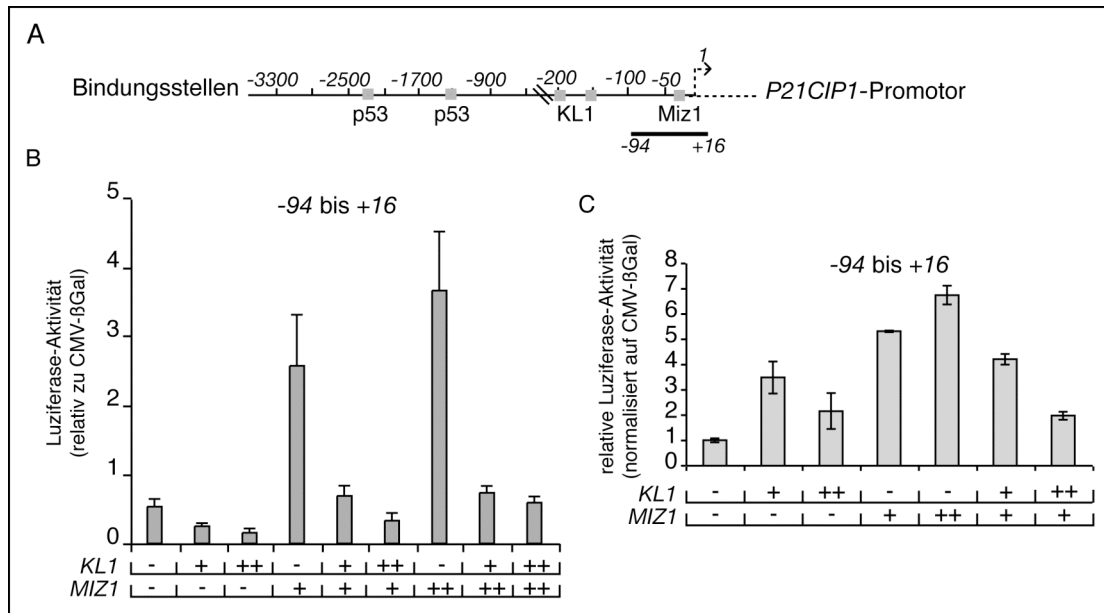 A
Bindungsstellen -3300 -2500 -1700 -900 -200 -100 -50 1 P21CIP1-Promotor
p53 p53 KL1 Miz1
-94 +16
B
-94 bis +16
Luziferase-Aktivität
(relativ zu CMV-ßGal)
5
4
3
2
1
0
KL1 - + ++ - + ++ - + ++
MIZ1 - - - + + + ++ ++ ++
C
-94 bis +16
relative Luziferase-Aktivität
(normalisiert auf CMV-ßGal)
8
7
6
5
4
3
2
1
0
KL1 - + ++ - - + ++
MIZ1 - - - + ++ + +